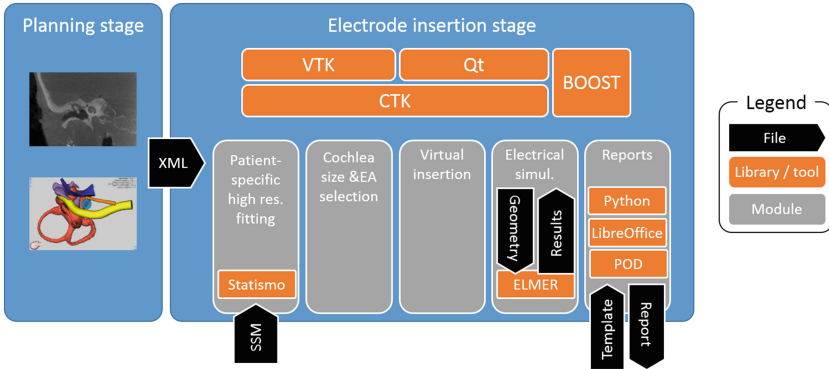 Planning stage
Electrode insertion stage
VTK
Qt
BOOST
CTK
XML
Patient-
specific
high res.
fitting
Statismo
SSM
Cochlea
size &EA
selection
Virtual
insertion
Electrical
simul.
Geometry
Results
ELMER
Reports
Python
LibreOffice
POD
Template
Report
Legend
File
Library / tool
Module